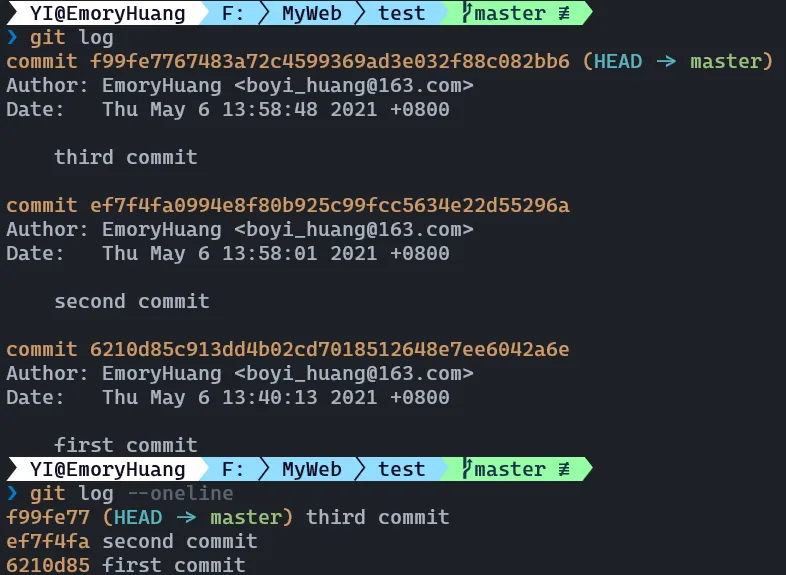 YI@EmoryHuang F: MyWeb test master ≢
❯ git log
commit f99fe7767483a72c4599369ad3e032f88c082bb6 (HEAD -> master)
Author: EmoryHuang <boyi_huang@163.com>
Date:   Thu May 6 13:58:48 2021 +0800
    third commit
commit ef7f4fa0994e8f80b925c99fcc5634e22d55296a
Author: EmoryHuang <boyi_huang@163.com>
Date:   Thu May 6 13:58:01 2021 +0800
    second commit
commit 6210d85c913dd4b02cd7018512648e7ee6042a6e
Author: EmoryHuang <boyi_huang@163.com>
Date:   Thu May 6 13:40:13 2021 +0800
    first commit
YI@EmoryHuang F: MyWeb test master ≢
❯ git log --oneline
f99fe77 (HEAD -> master) third commit
ef7f4fa second commit
6210d85 first commit